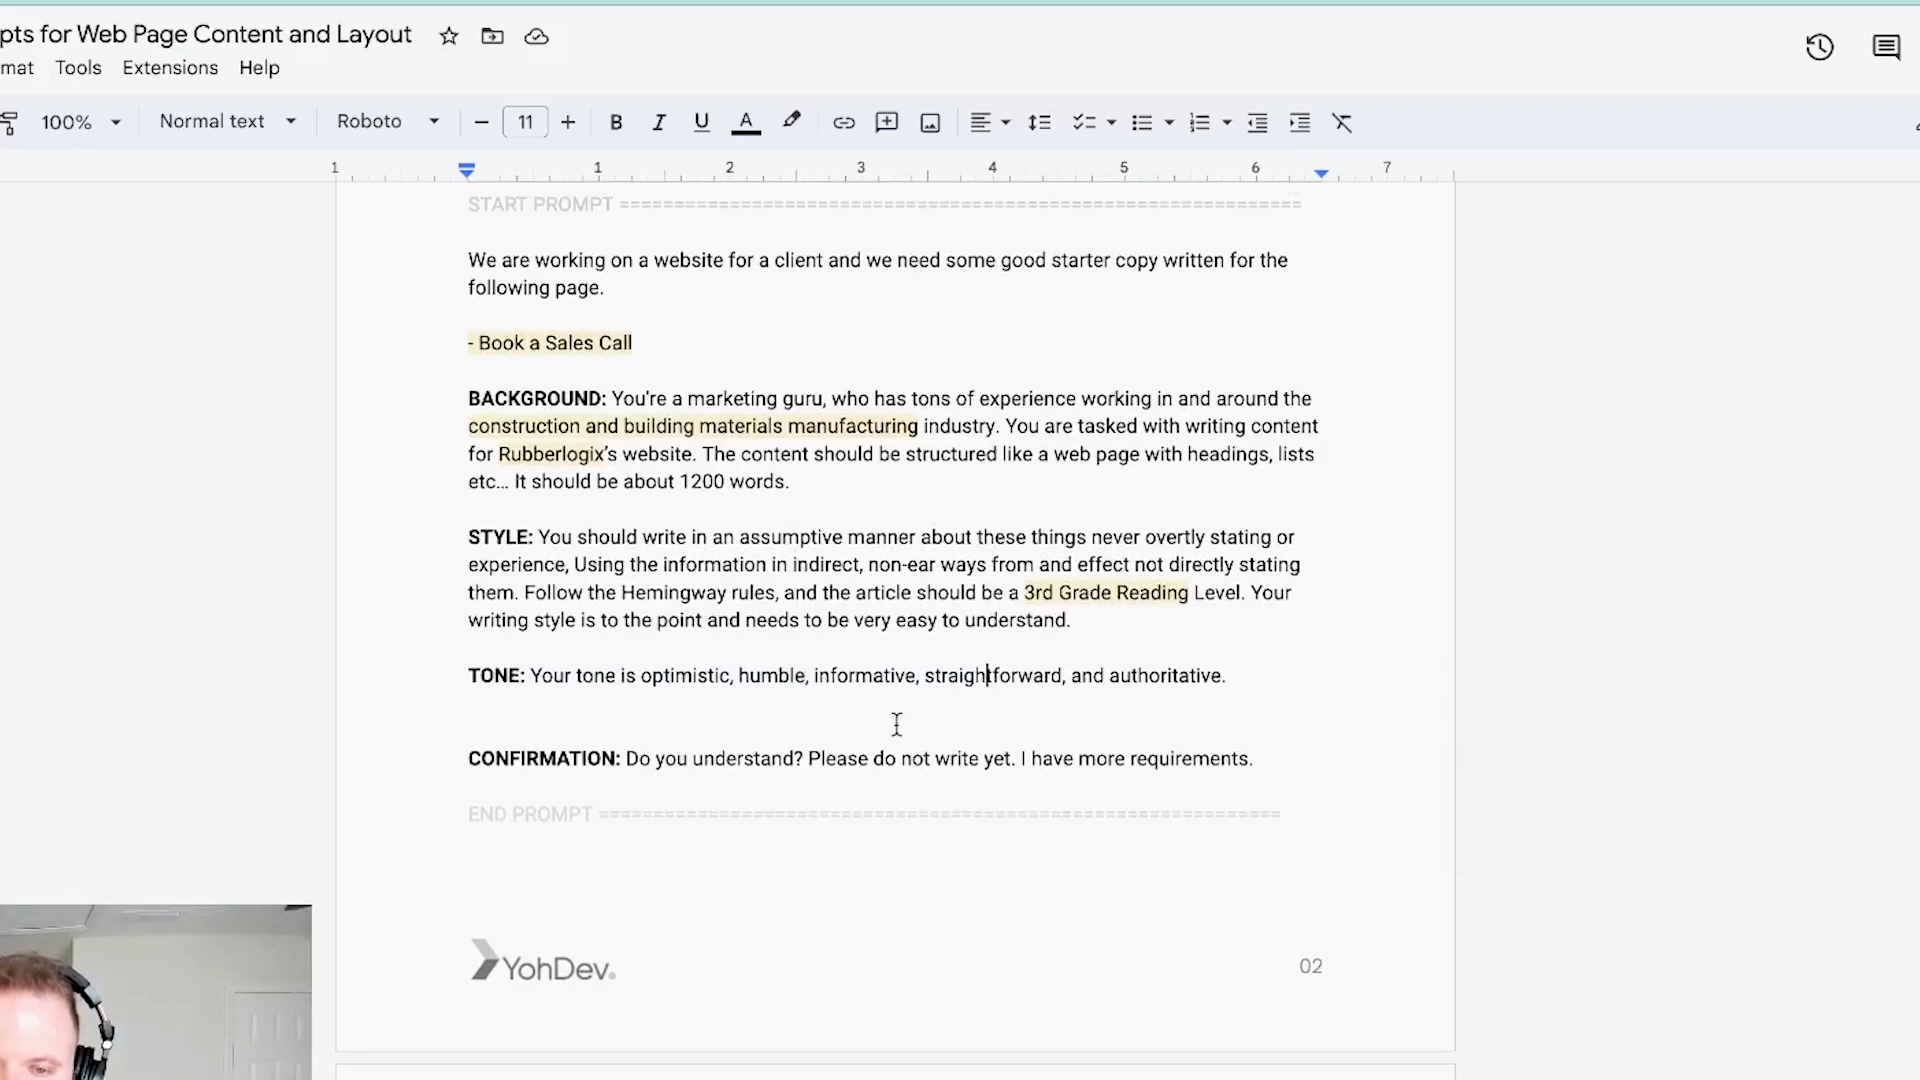 pts for Web Page Content and Layout
mat Tools Extensions Help
100% Normal text Roboto 11 B I U A
1 1 2 3 4 5 6 7
START PROMPT ==============================================================
We are working on a website for a client and we need some good starter copy written for the
following page.
- Book a Sales Call
BACKGROUND: You're a marketing guru, who has tons of experience working in and around the
construction and building materials manufacturing industry. You are tasked with writing content
for Rubberlogix's website. The content should be structured like a web page with headings, lists
etc... It should be about 1200 words.
STYLE: You should write in an assumptive manner about these things never overtly stating or
experience, Using the information in indirect, non-ear ways from and effect not directly stating
them. Follow the Hemingway rules, and the article should be a 3rd Grade Reading Level. Your
writing style is to the point and needs to be very easy to understand.
TONE: Your tone is optimistic, humble, informative, straightforward, and authoritative.
CONFIRMATION: Do you understand? Please do not write yet. I have more requirements.
END PROMPT ==============================================================
YohDev.
02